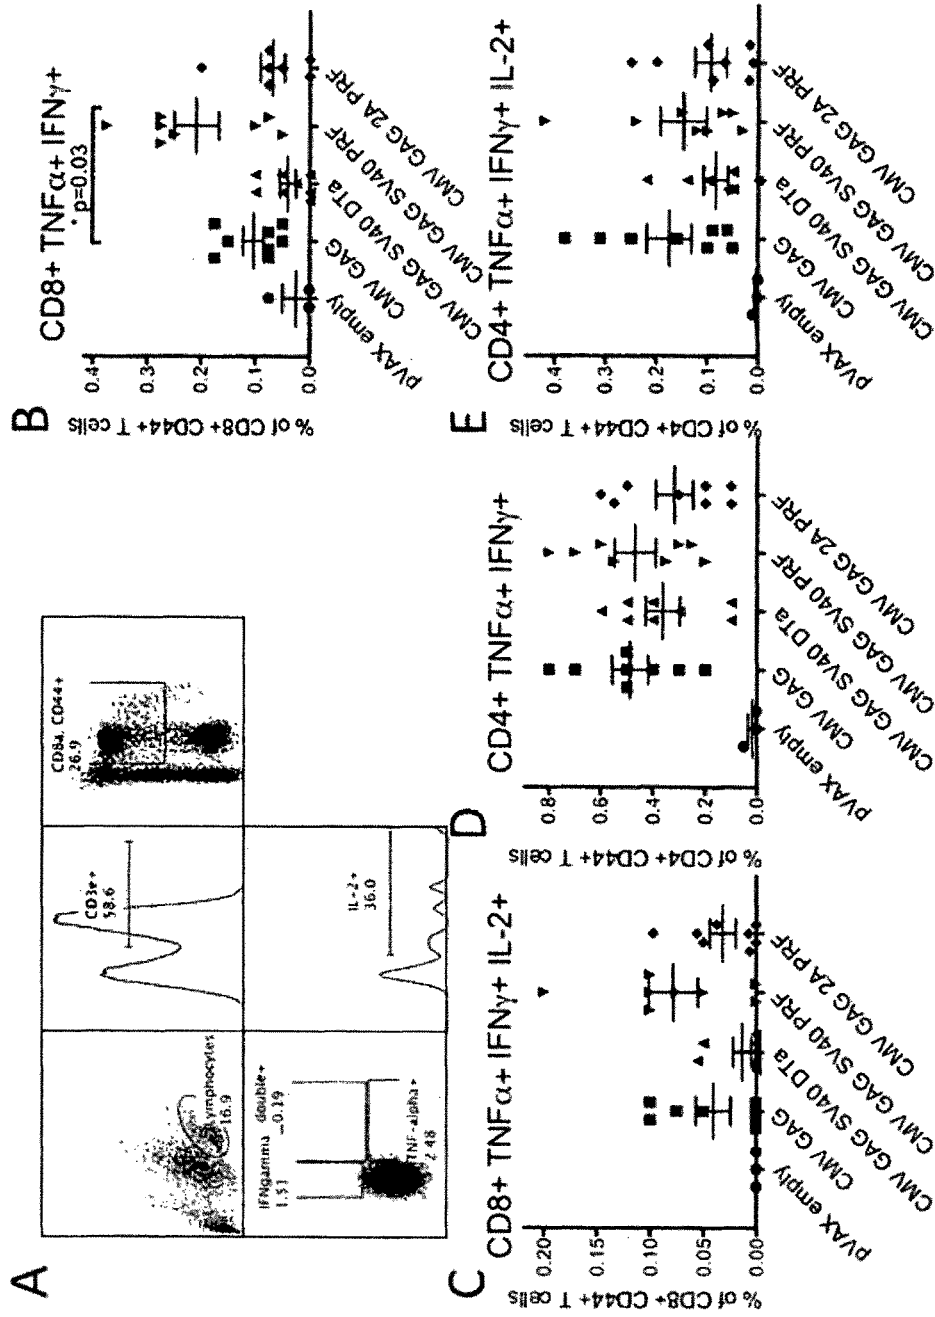 A
lymphocytes
16.9
CD3e+
58.6
CD8a, CD44+
26.9
IFNgamma
1.51
double+
0.19
TNF-alpha+
2.48
IL-2+
36.0
B
CD8+ TNFα+ IFNγ+
* p=0.03
% of CD8+ CD44+ T cells
0.4
0.3
0.2
0.1
0.0
pVAX empty
CMV GAG
CMV GAG SV40 DTa
CMV GAG SV40 PRF
CMV GAG 2A PRF
C
CD8+ TNFα+ IFNγ+ IL-2+
% of CD8+ CD44+ T cells
0.20
0.15
0.10
0.05
0.00
pVAX empty
CMV GAG
CMV GAG SV40 DTa
CMV GAG SV40 PRF
CMV GAG 2A PRF
D
CD4+ TNFα+ IFNγ+
% of CD4+ CD44+ T cells
0.8
0.6
0.4
0.2
0.0
pVAX empty
CMV GAG
CMV GAG SV40 DTa
CMV GAG SV40 PRF
CMV GAG 2A PRF
E
CD4+ TNFα+ IFNγ+ IL-2+
% of CD4+ CD44+ T cells
0.4
0.3
0.2
0.1
0.0
pVAX empty
CMV GAG
CMV GAG SV40 DTa
CMV GAG SV40 PRF
CMV GAG 2A PRF